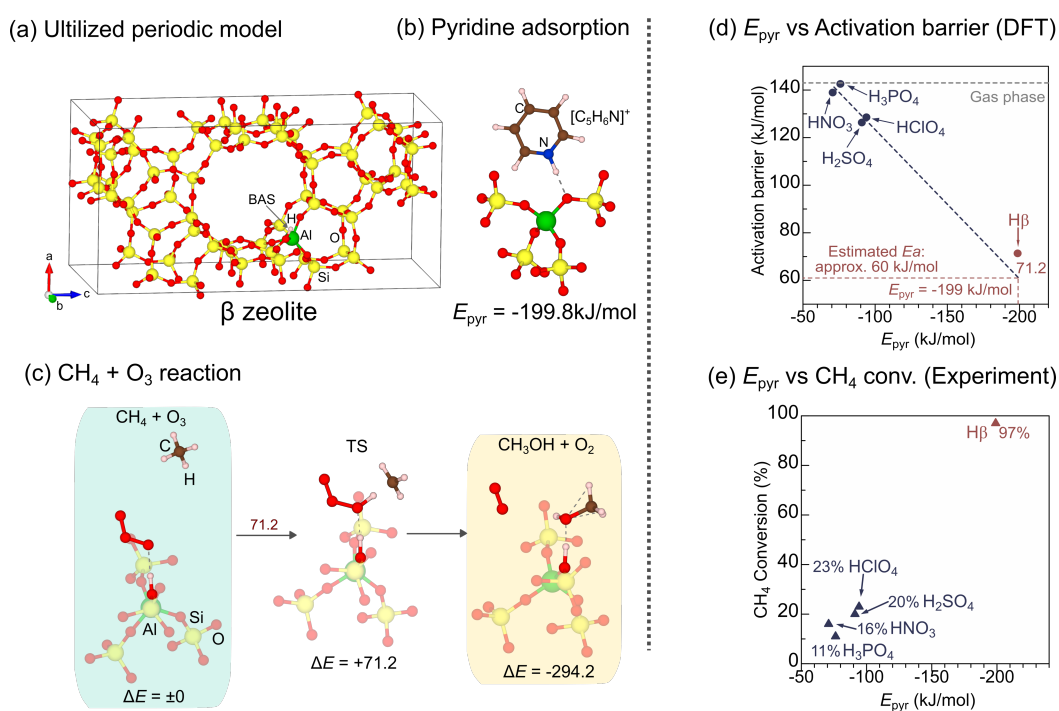 (a) Ultilized periodic model
BAS
H
Al
O
Si
a
b
c
β zeolite
(b) Pyridine adsorption
C
[C5H6N]+
N
Epyr = -199.8kJ/mol
(c) CH4 + O3 reaction
CH4 + O3
C
H
Al
Si
O
ΔE = ±0
71.2
TS
ΔE = +71.2
CH3OH + O2
ΔE = -294.2
(d) Epyr vs Activation barrier (DFT)
Activation barrier (kJ/mol)
140
120
100
80
60
Gas phase
H3PO4
HNO3
HClO4
H2SO4
Hβ
71.2
Estimated Ea:
approx. 60 kJ/mol
Epyr = -199 kJ/mol
-50
-100
-150
-200
Epyr (kJ/mol)
(e) Epyr vs CH4 conv. (Experiment)
CH4 Conversion (%)
100
80
60
40
20
0
Hβ 97%
23% HClO4
20% H2SO4
16% HNO3
11% H3PO4
-50
-100
-150
-200
Epyr (kJ/mol)